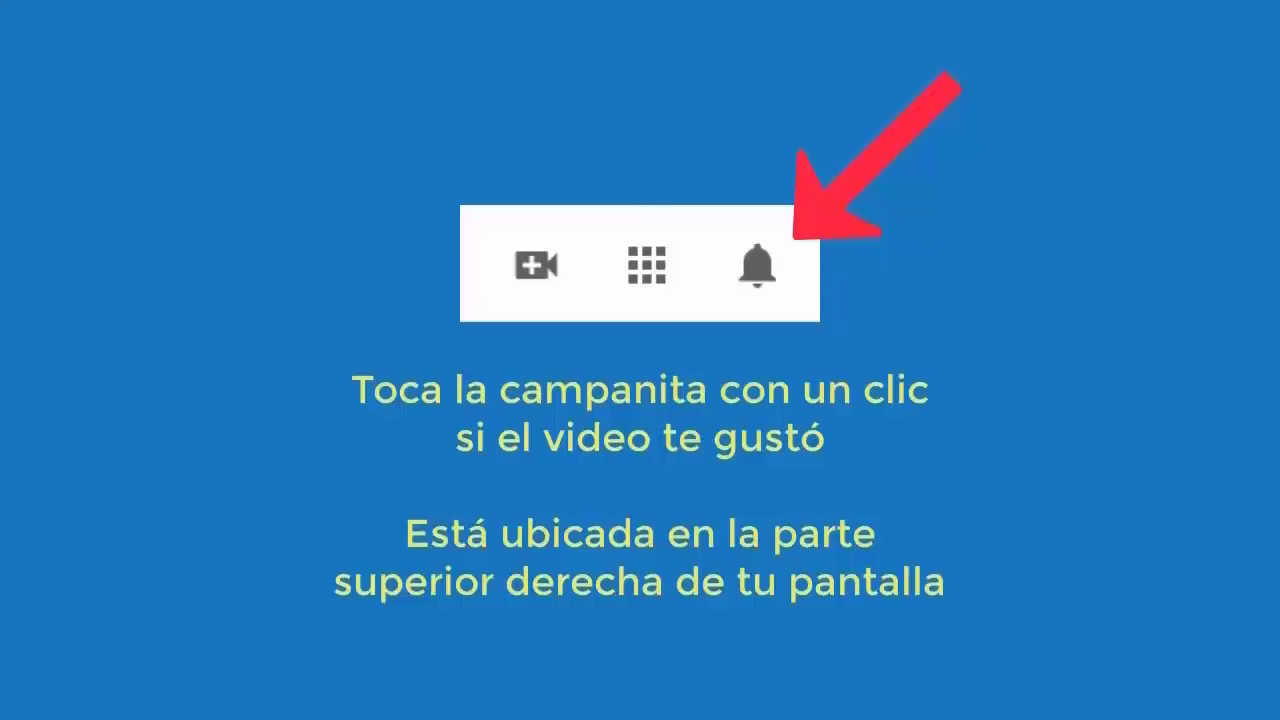 Toca la campanita con un clic
si el video te gustó
Está ubicada en la parte
superior derecha de tu pantalla